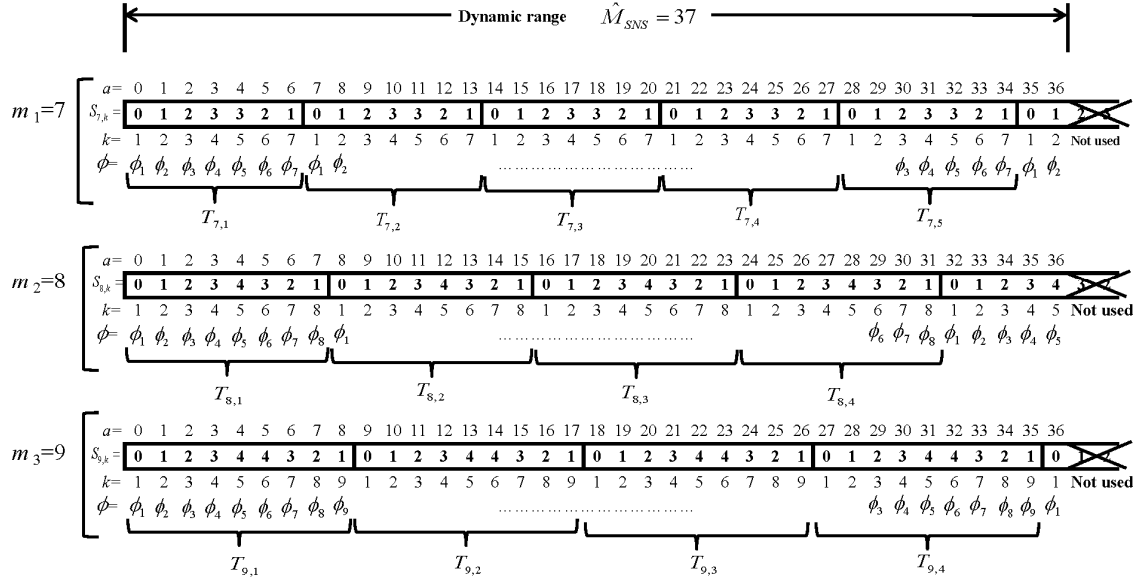 Dynamic range M̂_SNS = 37
a= 0 1 2 3 4 5 6 7 8 9 10 11 12 13 14 15 16 17 18 19 20 21 22 23 24 25 26 27 28 29 30 31 32 33 34 35 36
m₁=7 S₇,ₖ= 0 1 2 3 3 2 1 0 1 2 3 3 2 1 0 1 2 3 3 2 1 0 1 2 3 3 2 1 0 1 2 3 3 2 1 0 1
k= 1 2 3 4 5 6 7 1 2 3 4 5 6 7 1 2 3 4 5 6 7 1 2 3 4 5 6 7 1 2 3 4 5 6 7 1 2 Not used
ϕ= ϕ₁ ϕ₂ ϕ₃ ϕ₄ ϕ₅ ϕ₆ ϕ₇ ϕ₁ ϕ₂ ........................... ϕ₃ ϕ₄ ϕ₅ ϕ₆ ϕ₇ ϕ₁ ϕ₂
T₇,₁ T₇,₂ T₇,₃ T₇,₄ T₇,₅
a= 0 1 2 3 4 5 6 7 8 9 10 11 12 13 14 15 16 17 18 19 20 21 22 23 24 25 26 27 28 29 30 31 32 33 34 35 36
m₂=8 S₈,ₖ= 0 1 2 3 4 3 2 1 0 1 2 3 4 3 2 1 0 1 2 3 4 3 2 1 0 1 2 3 4 3 2 1 0 1 2 3 4
k= 1 2 3 4 5 6 7 8 1 2 3 4 5 6 7 8 1 2 3 4 5 6 7 8 1 2 3 4 5 6 7 8 1 2 3 4 5 Not used
ϕ= ϕ₁ ϕ₂ ϕ₃ ϕ₄ ϕ₅ ϕ₆ ϕ₇ ϕ₈ ϕ₁ ........................... ϕ₆ ϕ₇ ϕ₈ ϕ₁ ϕ₂ ϕ₃ ϕ₄ ϕ₅
T₈,₁ T₈,₂ T₈,₃ T₈,₄
a= 0 1 2 3 4 5 6 7 8 9 10 11 12 13 14 15 16 17 18 19 20 21 22 23 24 25 26 27 28 29 30 31 32 33 34 35 36
m₃=9 S₉,ₖ= 0 1 2 3 4 4 3 2 1 0 1 2 3 4 4 3 2 1 0 1 2 3 4 4 3 2 1 0 1 2 3 4 4 3 2 1 0
k= 1 2 3 4 5 6 7 8 9 1 2 3 4 5 6 7 8 9 1 2 3 4 5 6 7 8 9 1 2 3 4 5 6 7 8 9 1 Not used
ϕ= ϕ₁ ϕ₂ ϕ₃ ϕ₄ ϕ₅ ϕ₆ ϕ₇ ϕ₈ ϕ₉ ........................... ϕ₃ ϕ₄ ϕ₅ ϕ₆ ϕ₇ ϕ₈ ϕ₉ ϕ₁
T₉,₁ T₉,₂ T₉,₃ T₉,₄